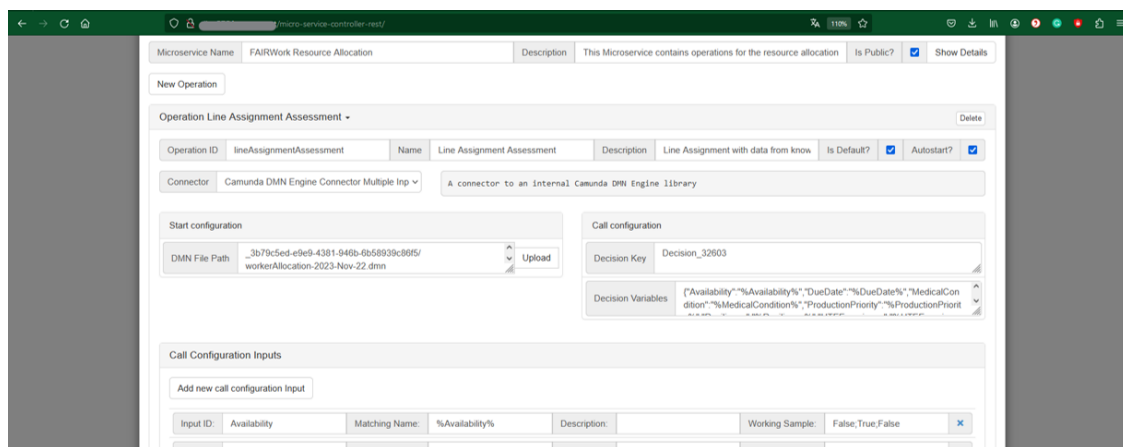 /micro-service-controller-rest/
110%
Microservice Name FAIRWork Resource Allocation Description This Microservice contains operations for the resource allocation Is Public? Show Details
New Operation
Operation Line Assignment Assessment Delete
Operation ID lineAssignmentAssessment Name Line Assignment Assessment Description Line Assignment with data from know Is Default? Autostart?
Connector Camunda DMN Engine Connector Multiple Inp A connector to an internal Camunda DMN Engine library
Start configuration
DMN File Path _3b79c5ed-e9e9-4381-946b-6b58939c86f5/
workerAllocation-2023-Nov-22.dmn
Upload
Call configuration
Decision Key Decision_32603
Decision Variables {"Availability":"%Availability%","DueDate":"%DueDate%","MedicalCon
dition":"%MedicalCondition%","ProductionPriority":"%ProductionPriorit
Call Configuration Inputs
Add new call configuration Input
Input ID: Availability Matching Name: %Availability% Description: Working Sample: False;True;False